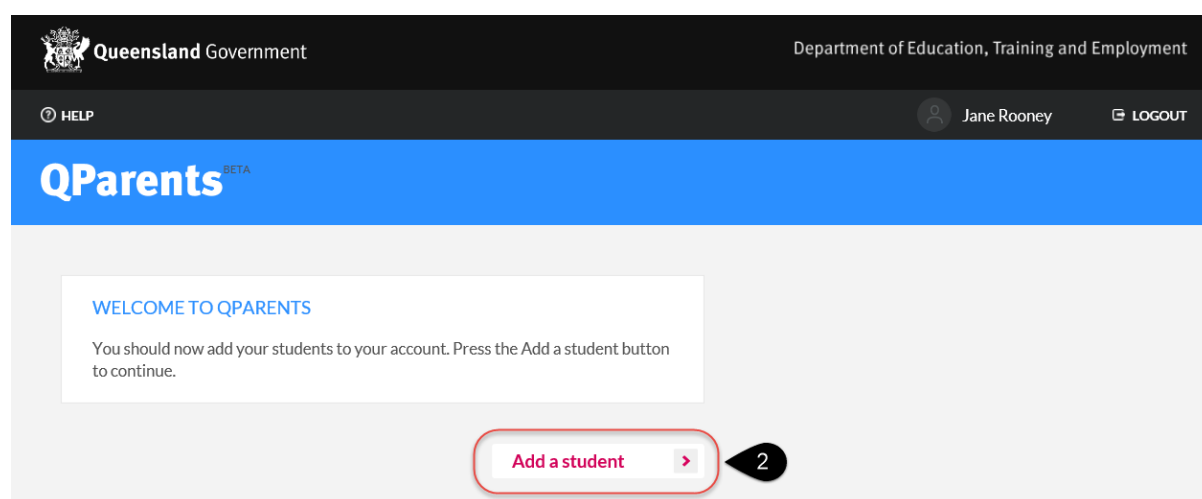 Queensland Government
Department of Education, Training and Employment
? HELP
Jane Rooney
LOGOUT
QParents BETA
WELCOME TO QPARENTS
You should now add your students to your account. Press the Add a student button
to continue.
Add a student >
2